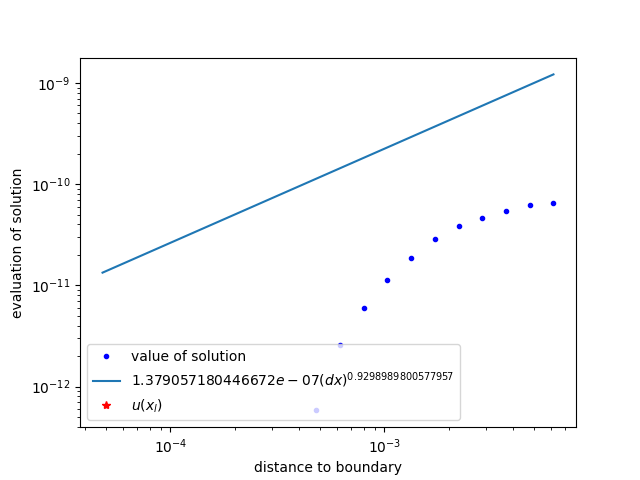 10⁻⁹
10⁻¹⁰
10⁻¹¹
10⁻¹²
evaluation of solution
value of solution
1.379057180446672e − 07(dx)^0.9298989800577957
u(x_l)
10⁻⁴ 10⁻³
distance to boundary